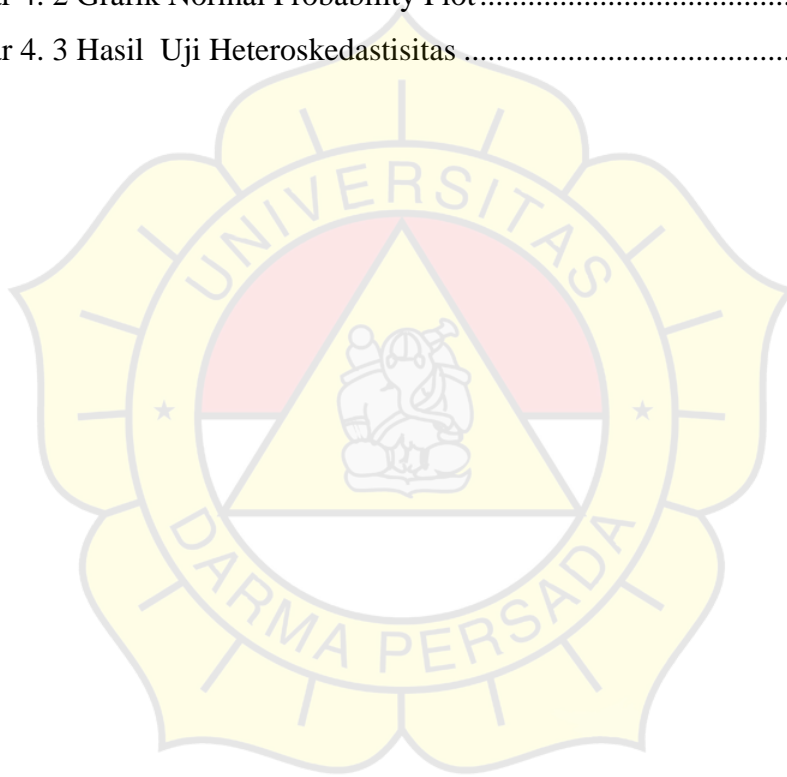 4. 2 Grafik Normal Probability Plot........................................
4. 3 Hasil Uji Heteroskedastisitas ..........................................
UNIVERSITAS
DARMA PERSADA